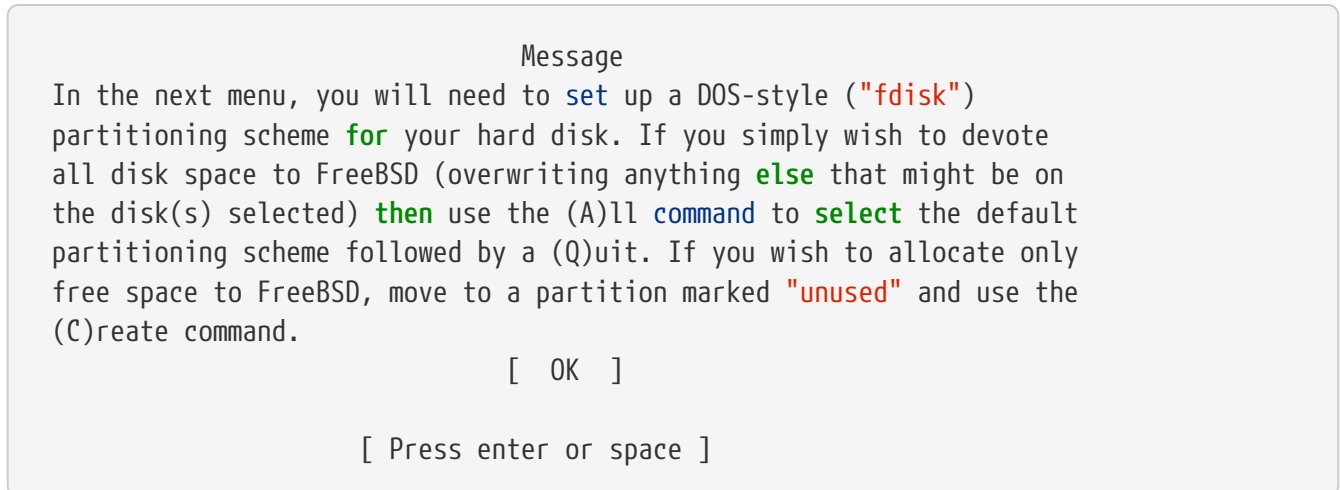 Message
In the next menu, you will need to set up a DOS-style ("fdisk")
partitioning scheme for your hard disk. If you simply wish to devote
all disk space to FreeBSD (overwriting anything else that might be on
the disk(s) selected) then use the (A)ll command to select the default
partitioning scheme followed by a (Q)uit. If you wish to allocate only
free space to FreeBSD, move to a partition marked "unused" and use the
(C)reate command.
[ OK ]
[ Press enter or space ]